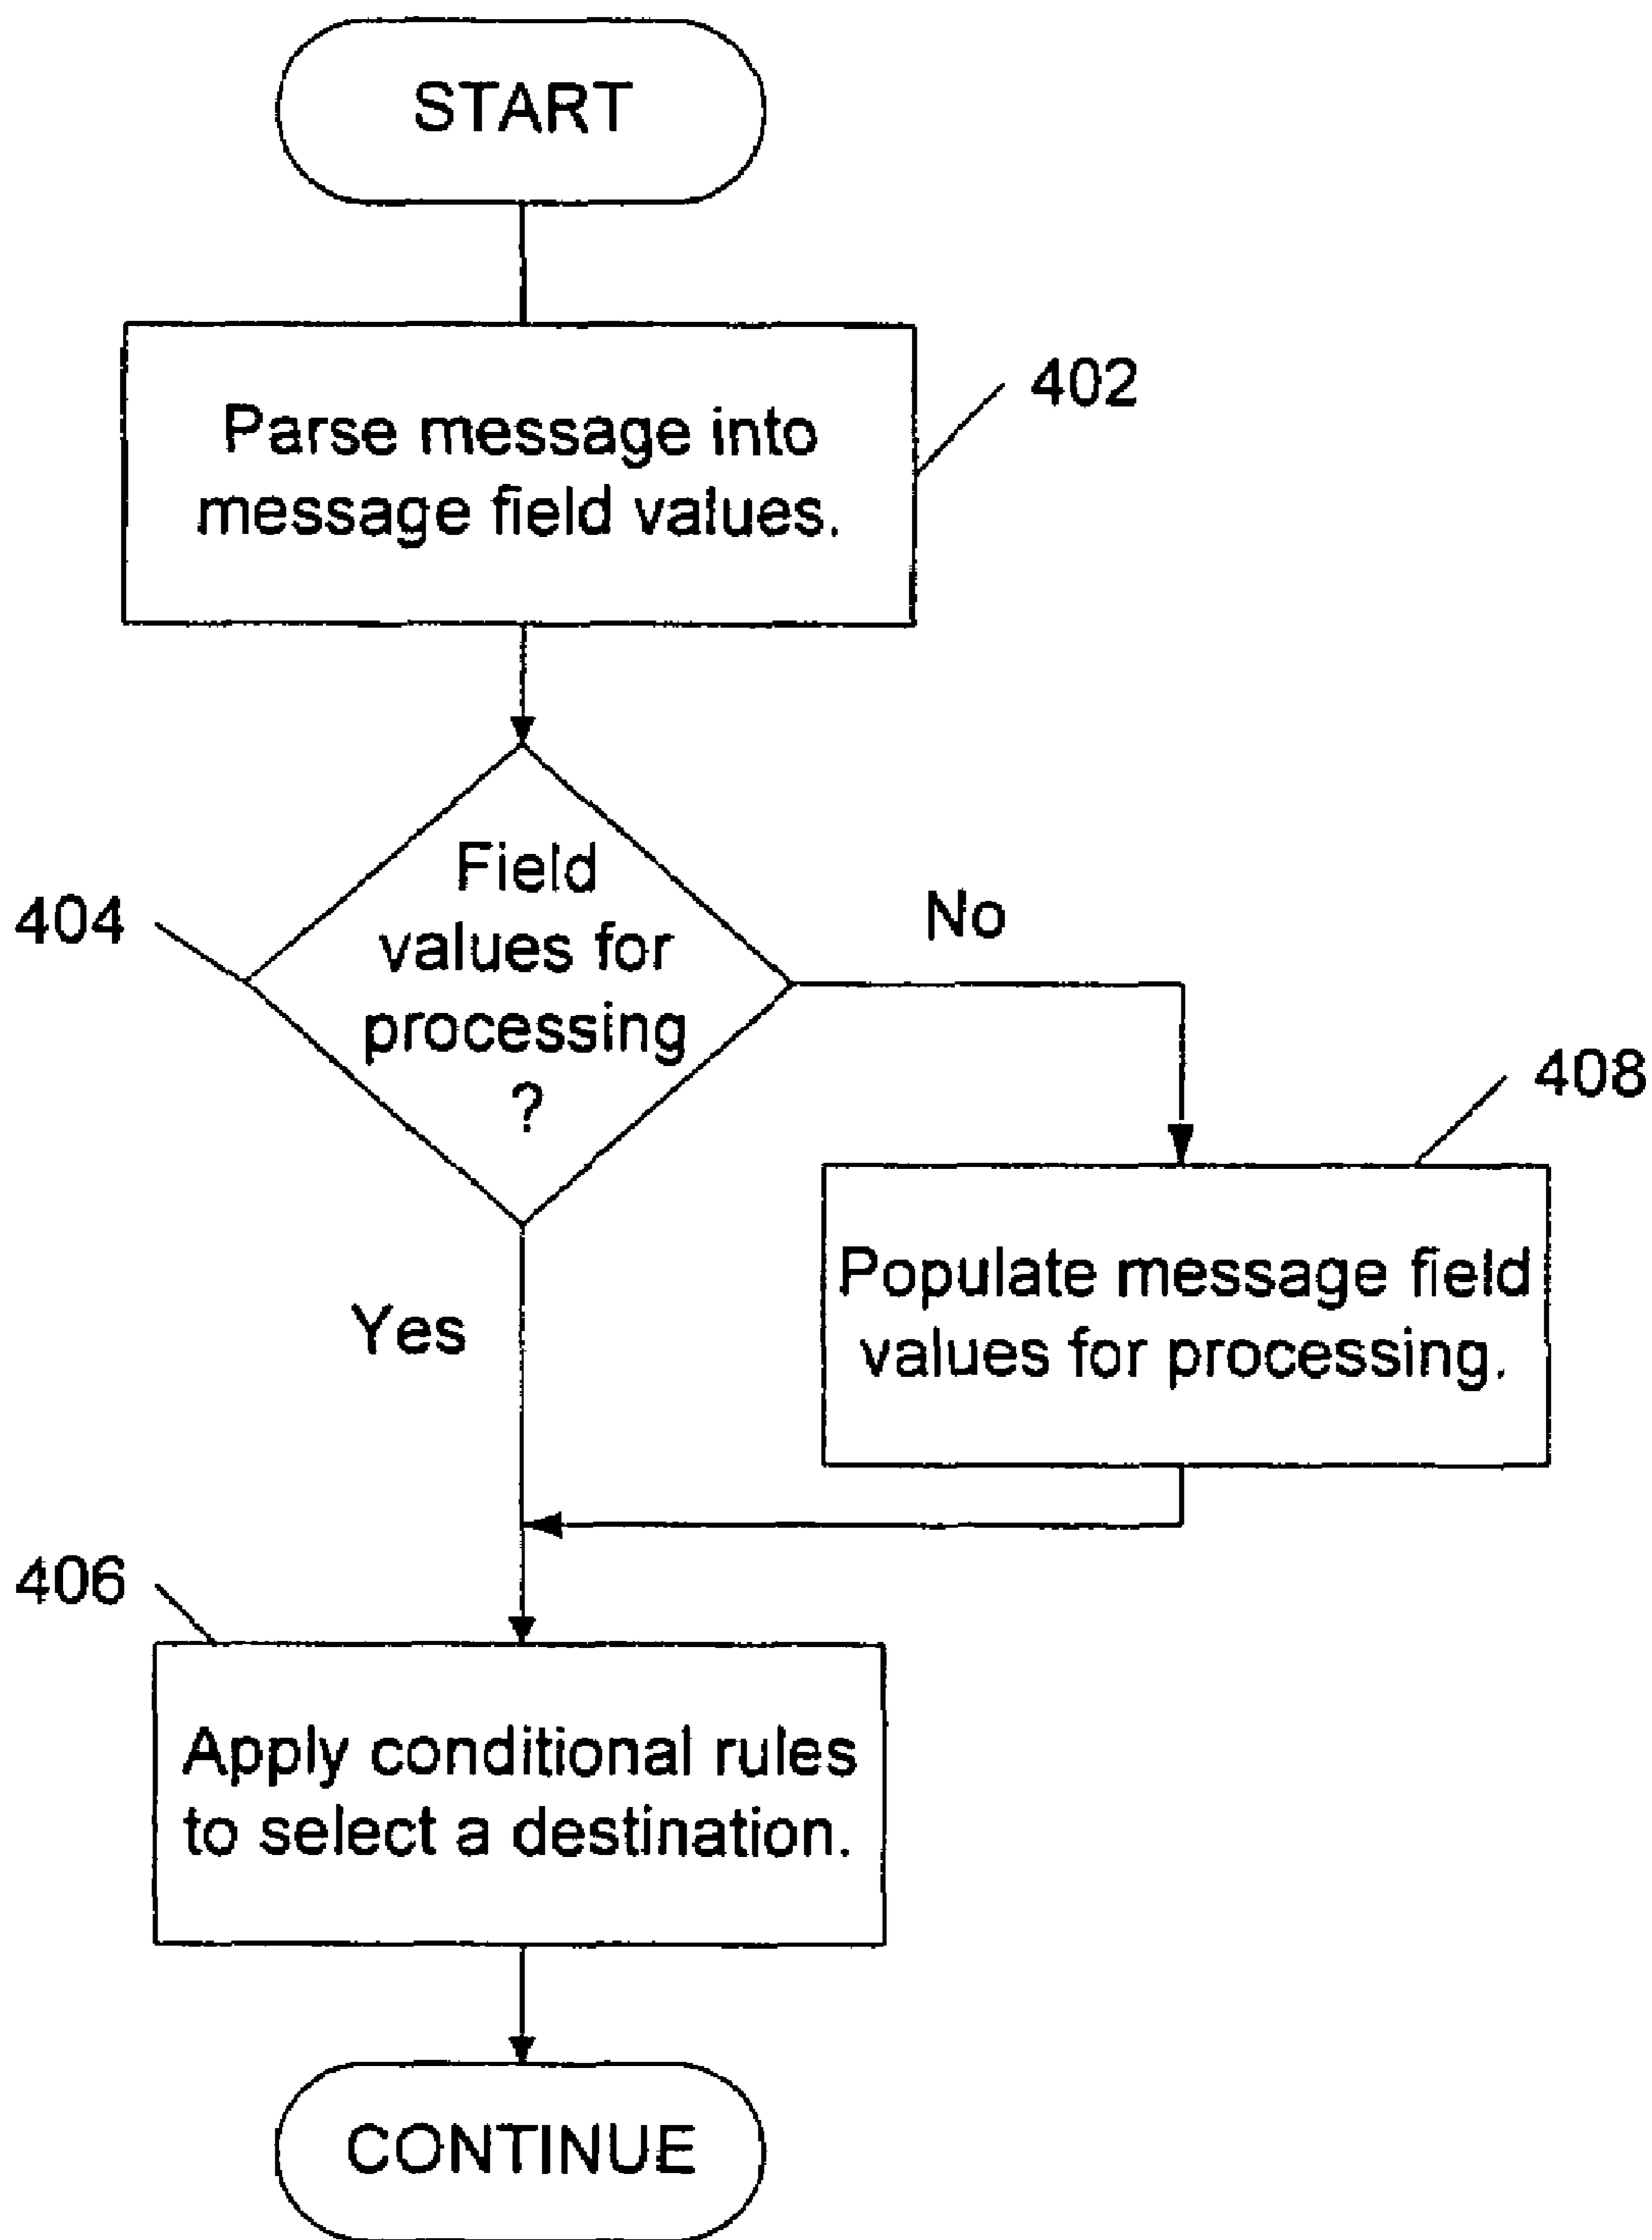 START
Parse message into
message field values.
402
Field
values for
processing
?
404
No
408
Populate message field
values for processing.
Yes
406
Apply conditional rules
to select a destination.
CONTINUE